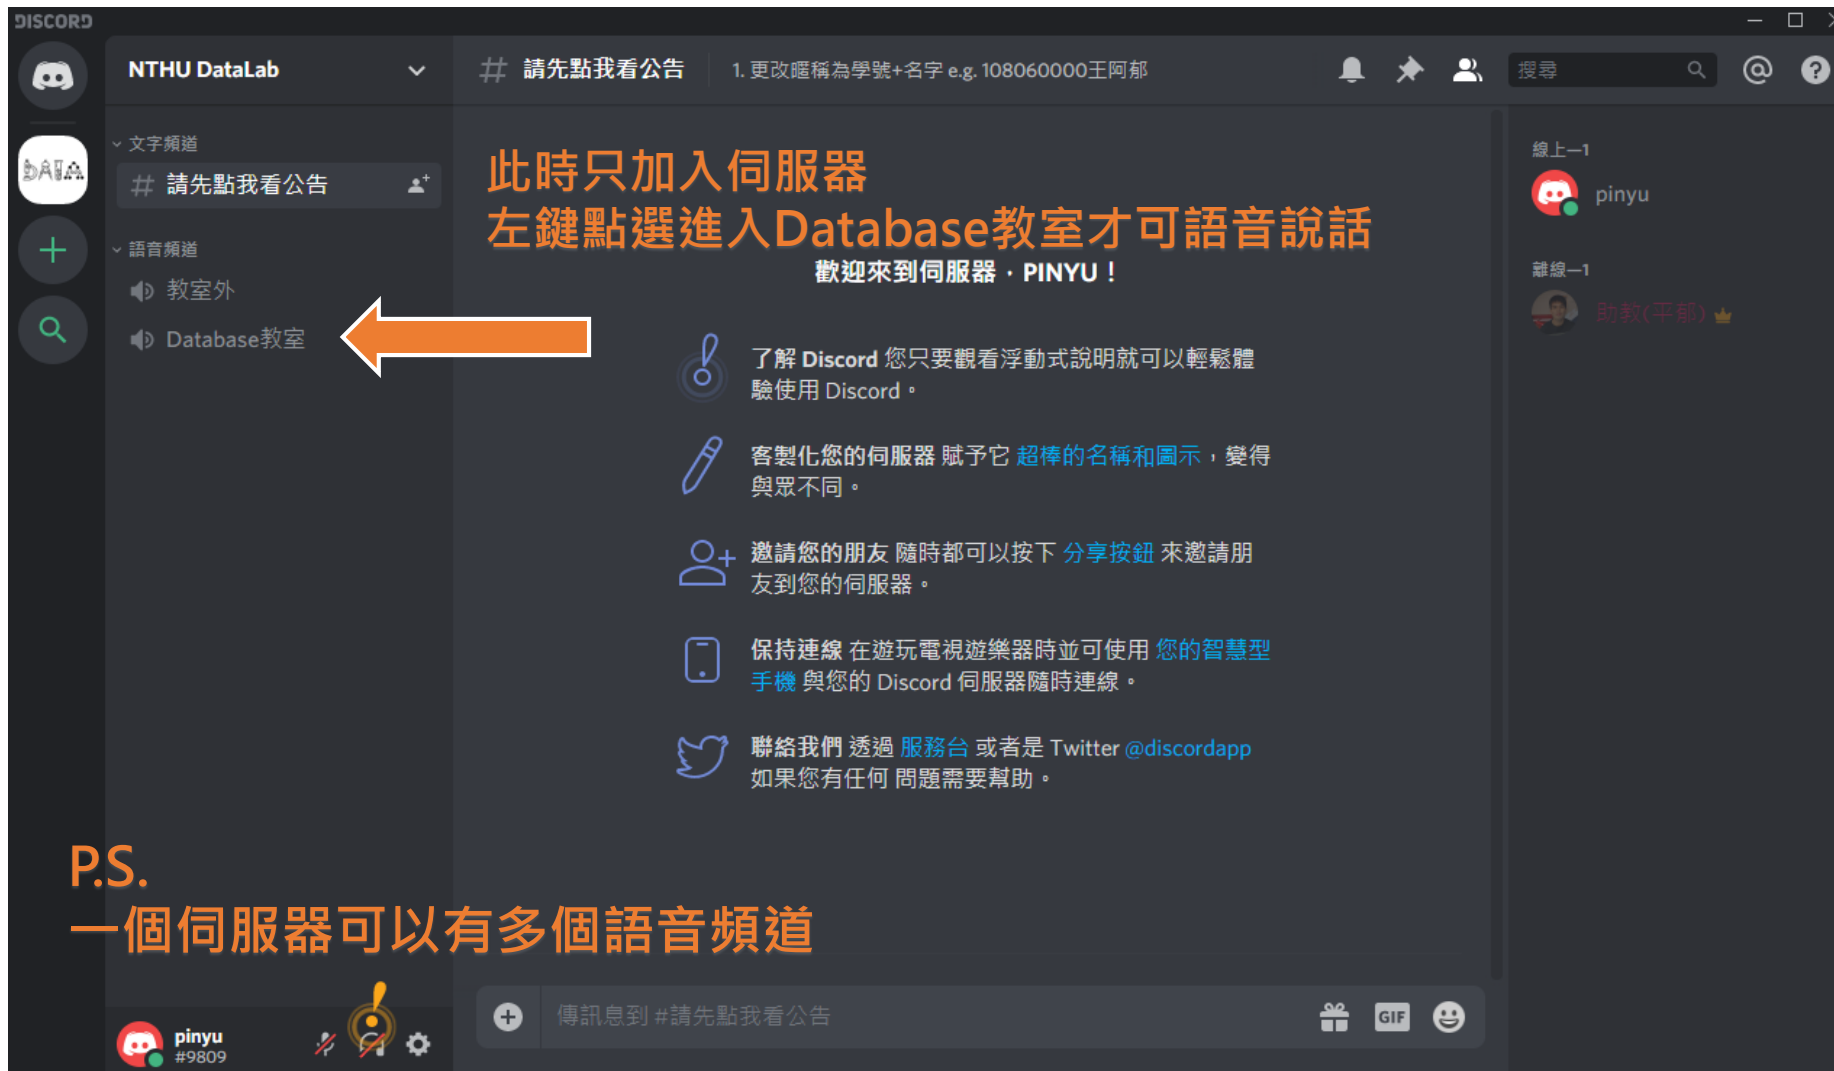 DISCORD
NTHU DataLab
請先點我看公告
1. 更改暱稱為學號+名字 e.g. 108060000王阿郁
搜尋
DATA
文字頻道
請先點我看公告
語音頻道
教室外
Database教室
此時只加入伺服器
左鍵點選進入Database教室才可語音說話
歡迎來到伺服器，PINYU！
了解 Discord 您只要觀看浮動式說明就可以輕鬆體
驗使用 Discord。
客製化您的伺服器 賦予它 超棒的名稱和圖示，變得
與眾不同。
邀請您的朋友 隨時都可以按下 分享按鈕 來邀請朋
友到您的伺服器。
保持連線 在遊玩電視遊樂器時並可使用 您的智慧型
手機 與您的 Discord 伺服器隨時連線。
聯絡我們 透過 服務台 或者是 Twitter @discordapp
如果您有任何 問題需要幫助。
線上—1
pinyu
離線—1
助教(平郁)
P.S.
一個伺服器可以有多個語音頻道
pinyu
#9809
傳訊息到 #請先點我看公告
GIF